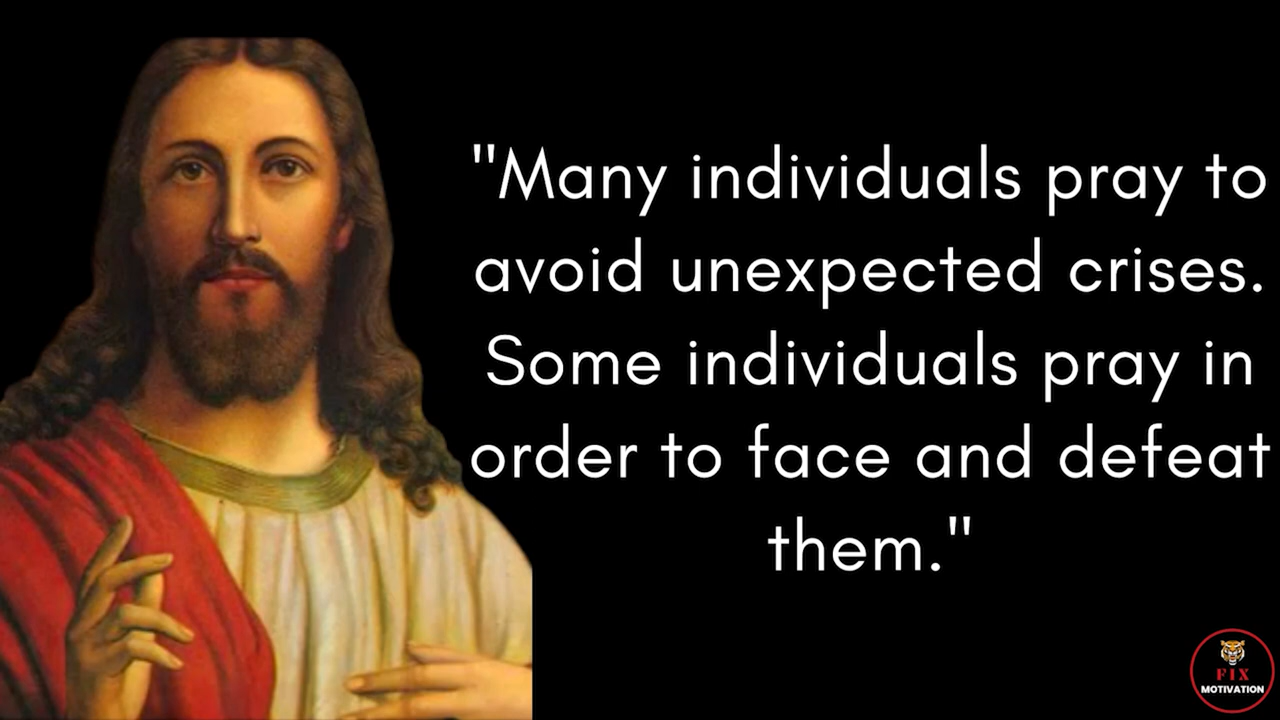 "Many individuals pray to
avoid unexpected crises.
Some individuals pray in
order to face and defeat
them."
FIX
MOTIVATION